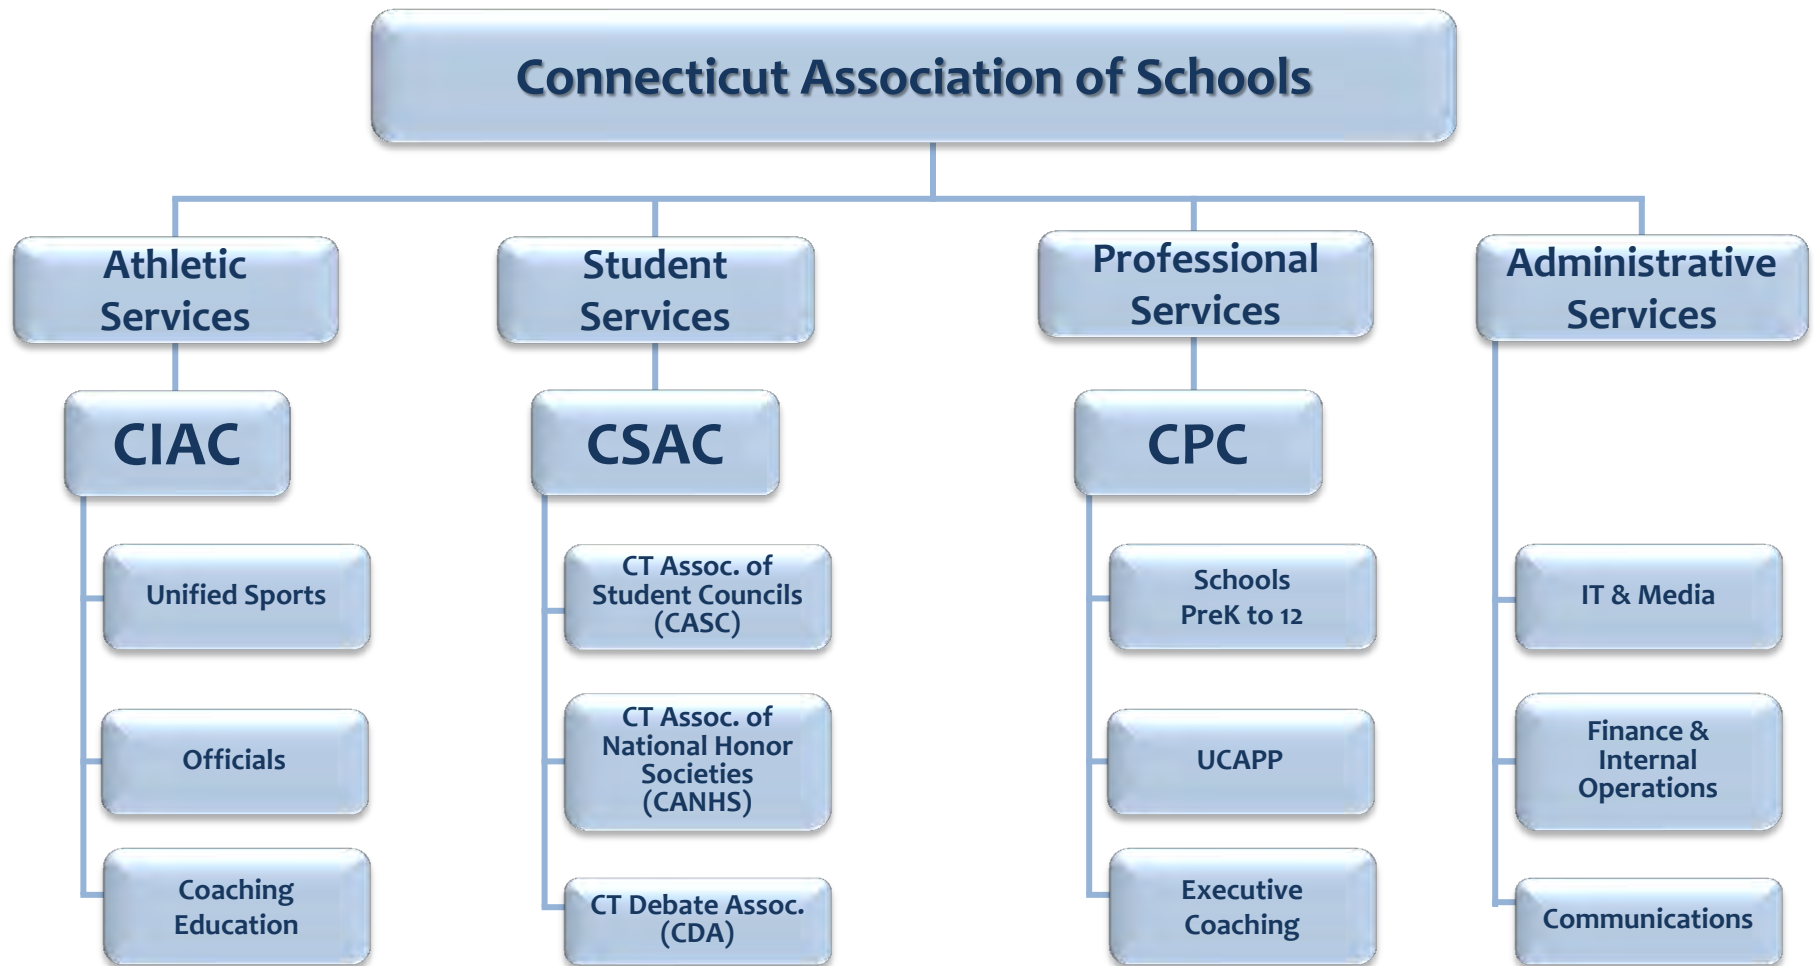 Connecticut Association of Schools
Athletic
Services
Student
Services
Professional
Services
Administrative
Services
CIAC
CSAC
CPC
Unified Sports
CT Assoc. of
Student Councils
(CASC)
Schools
PreK to 12
IT & Media
Officials
CT Assoc. of
National Honor
Societies
(CANHS)
UCAPP
Finance &
Internal
Operations
Coaching
Education
CT Debate Assoc.
(CDA)
Executive
Coaching
Communications